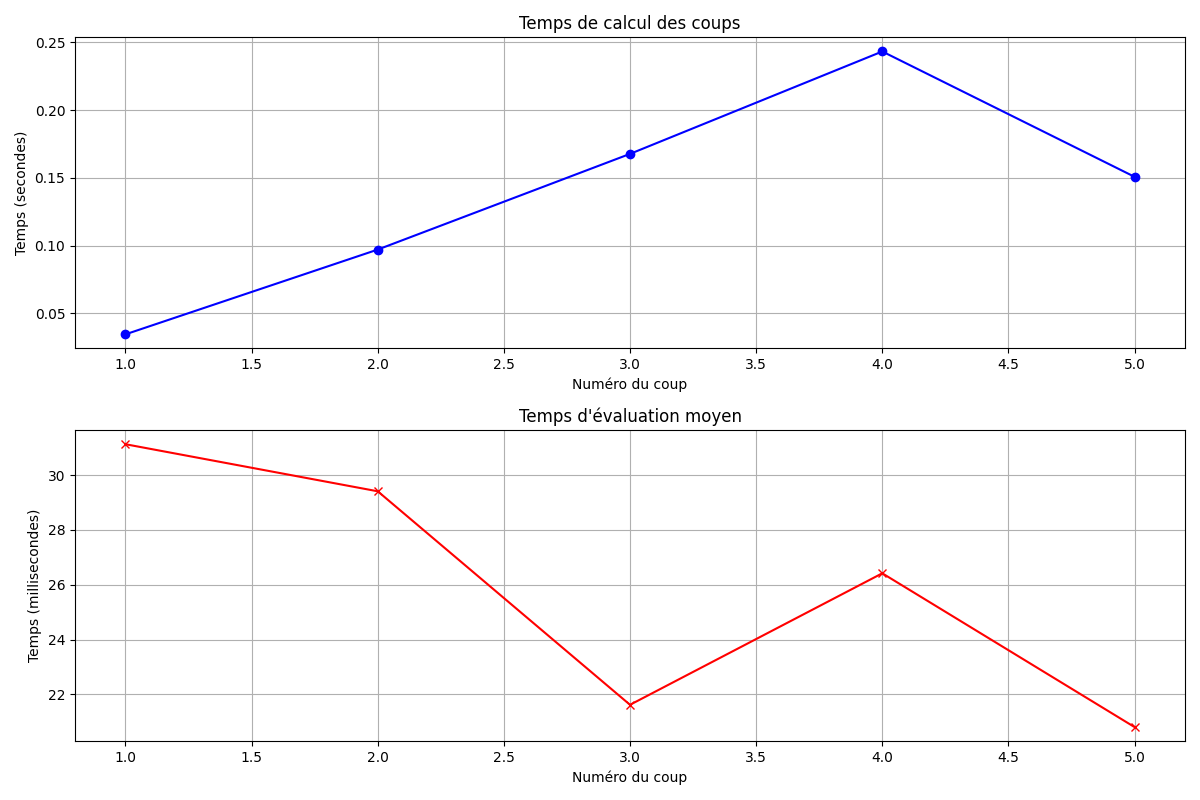 Temps de calcul des coups
Temps (secondes)
0.25
0.20
0.15
0.10
0.05
1.0 1.5 2.0 2.5 3.0 3.5 4.0 4.5 5.0
Numéro du coup
Temps d'évaluation moyen
Temps (millisecondes)
30
28
26
24
22
1.0 1.5 2.0 2.5 3.0 3.5 4.0 4.5 5.0
Numéro du coup